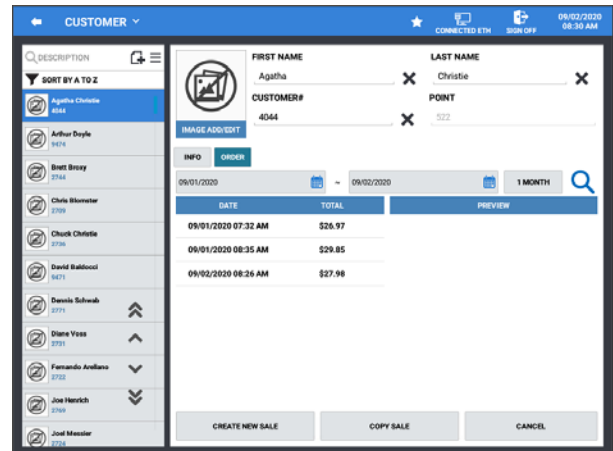 CUSTOMER
CONNECTED ETH
SIGN OFF
09/02/2020
08:30 AM
DESCRIPTION
SORT BY A TO Z
Agatha Christie
4044
Arthur Doyle
9474
Brett Broxy
2744
Chris Blomster
2709
Chuck Christie
2736
David Baldocci
9471
Dennis Schwab
2771
Diane Voss
2731
Fernando Arellano
2722
Joe Henrich
2769
Joel Messier
2724
IMAGE ADD/EDIT
FIRST NAME
Agatha
LAST NAME
Christie
CUSTOMER#
4044
POINT
522
INFO
ORDER
09/01/2020 ~ 09/02/2020
1 MONTH
DATE TOTAL PREVIEW
09/01/2020 07:32 AM $26.97
09/01/2020 08:35 AM $29.85
09/02/2020 08:26 AM $27.98
CREATE NEW SALE
COPY SALE
CANCEL